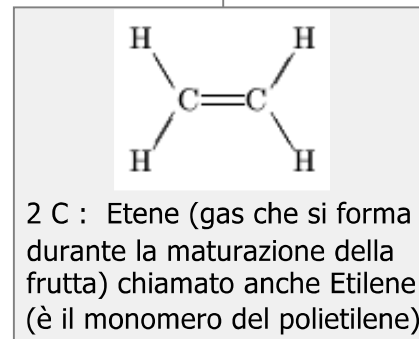 H H
C=C
H H
2 C : Etene (gas che si forma
durante la maturazione della
frutta) chiamato anche Etilene
(è il monomero del polietilene)